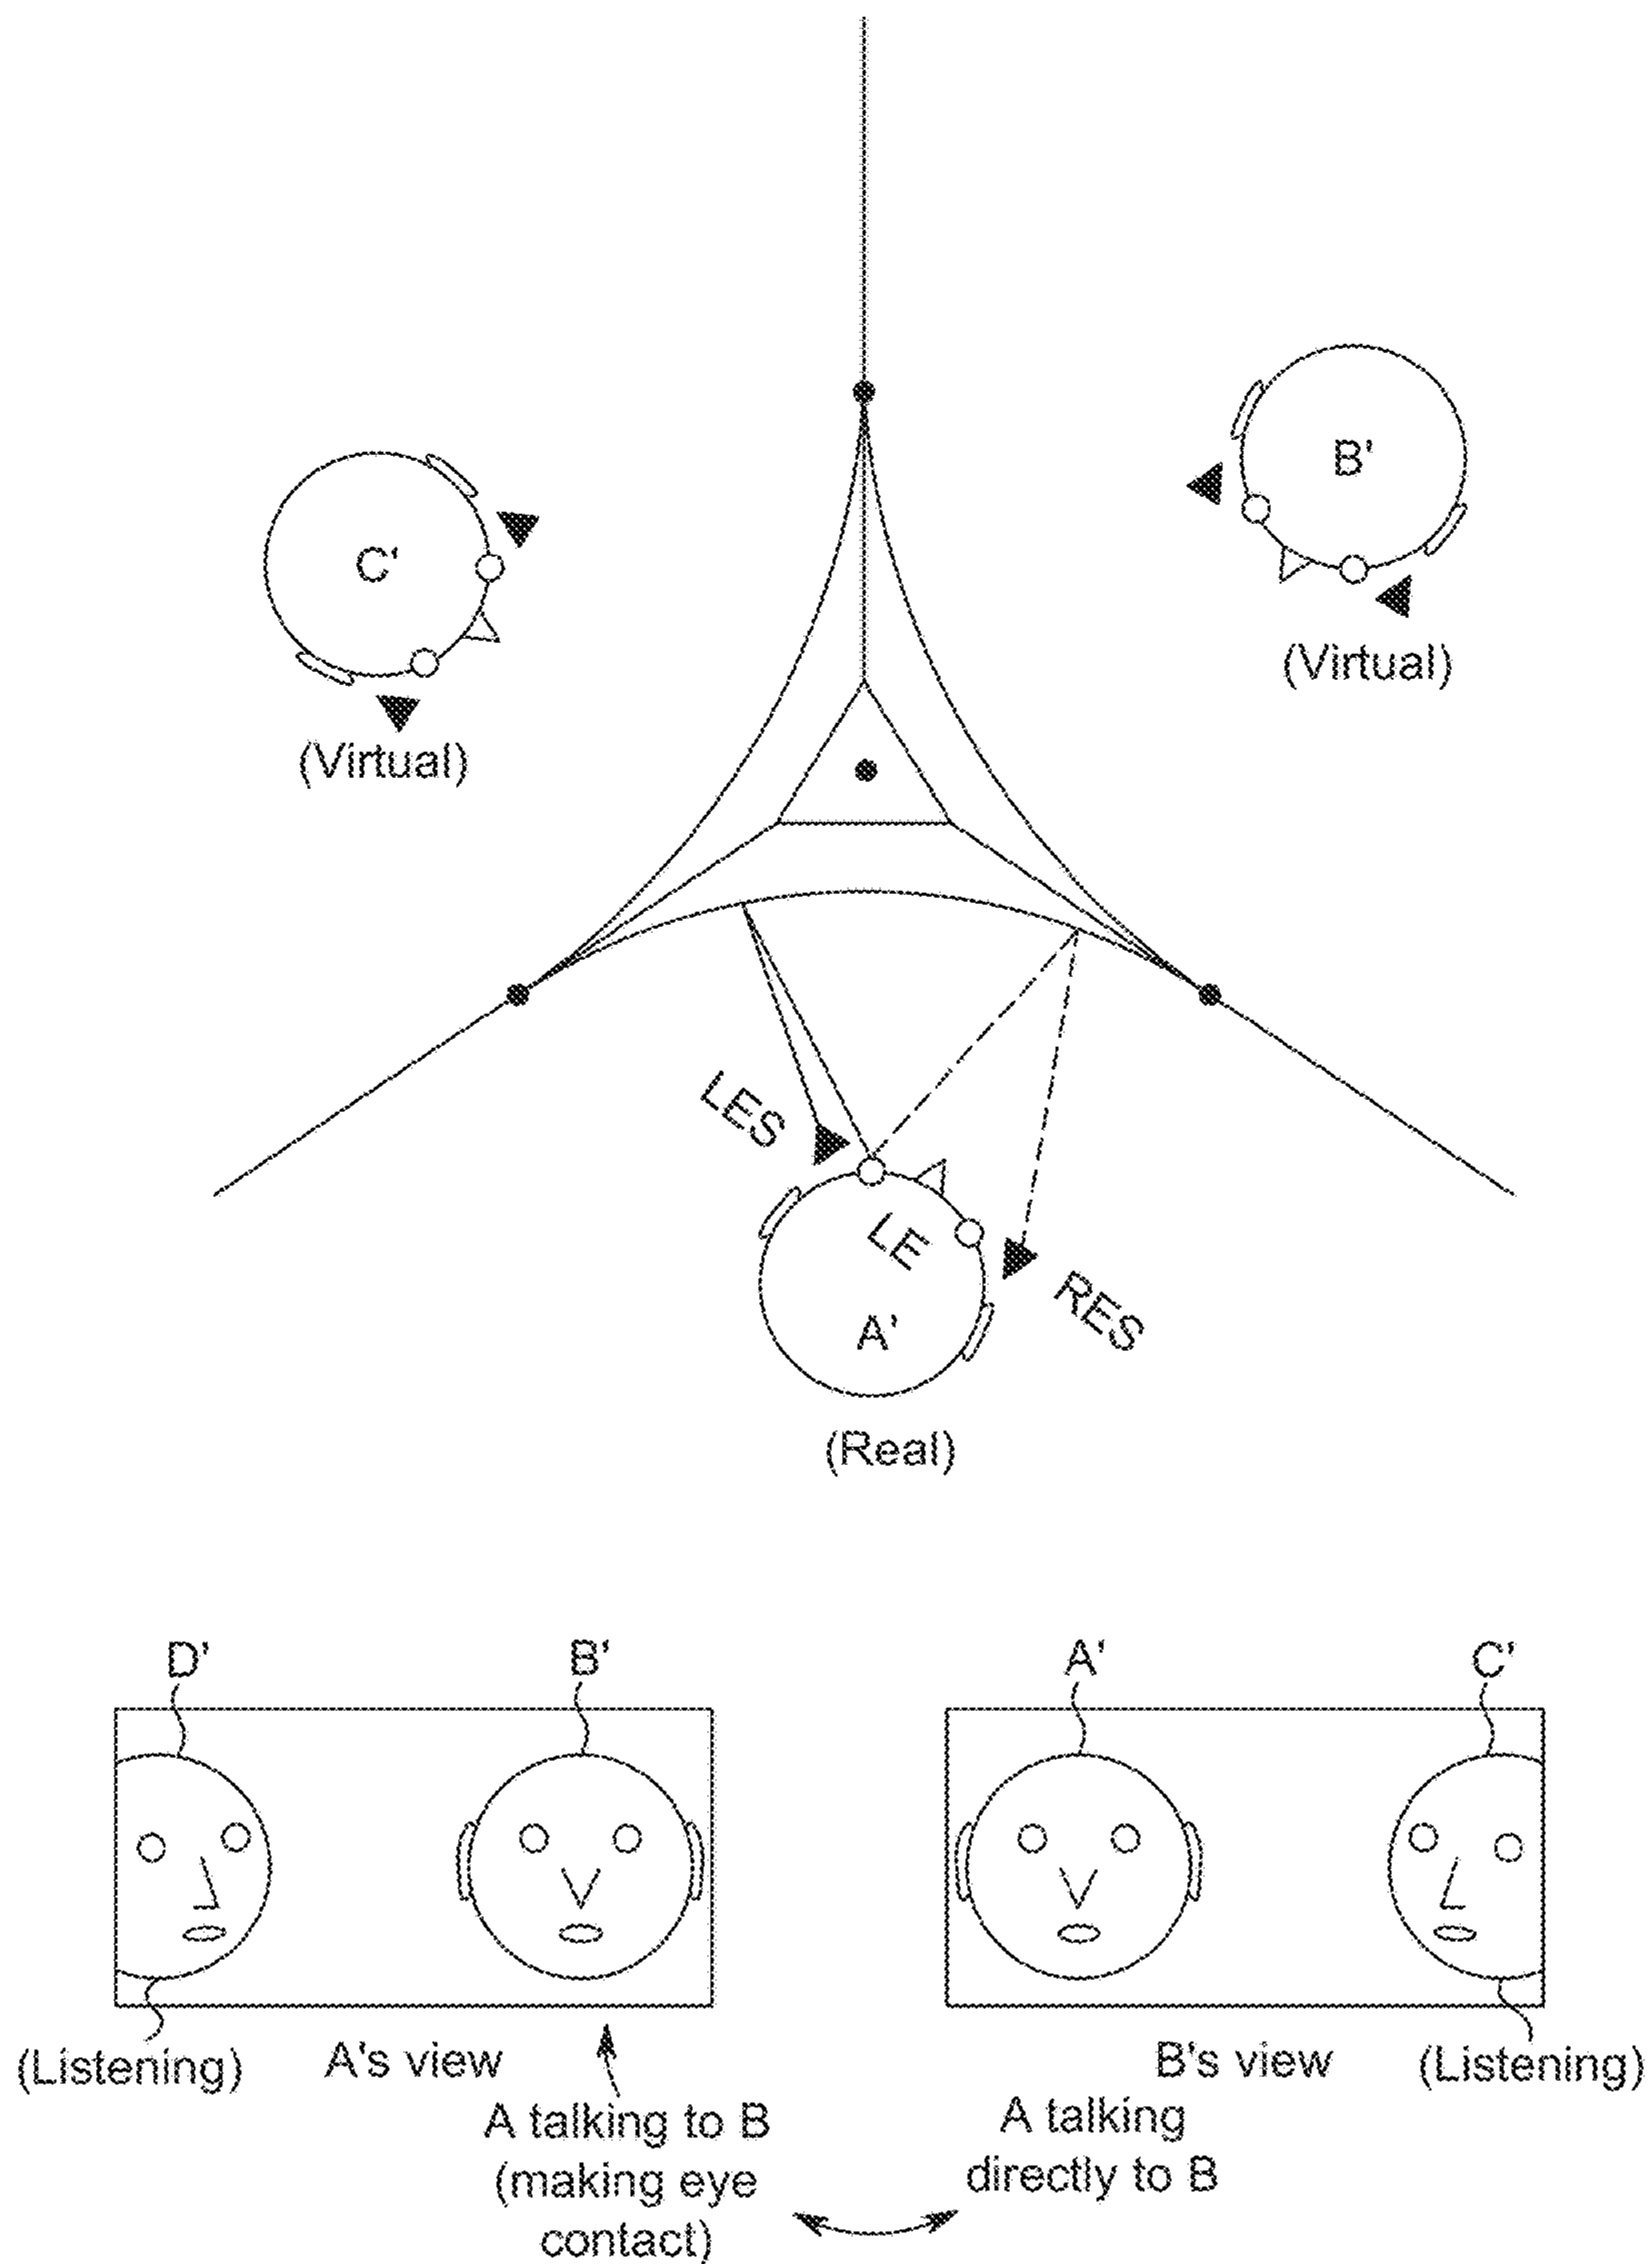 B'
C'
(Virtual)
(Virtual)
LES
LE
RES
A'
(Real)
D'
B'
A'
C'
(Listening)
A's view
B's view
(Listening)
A talking to B
(making eye
contact)
A talking
directly to B